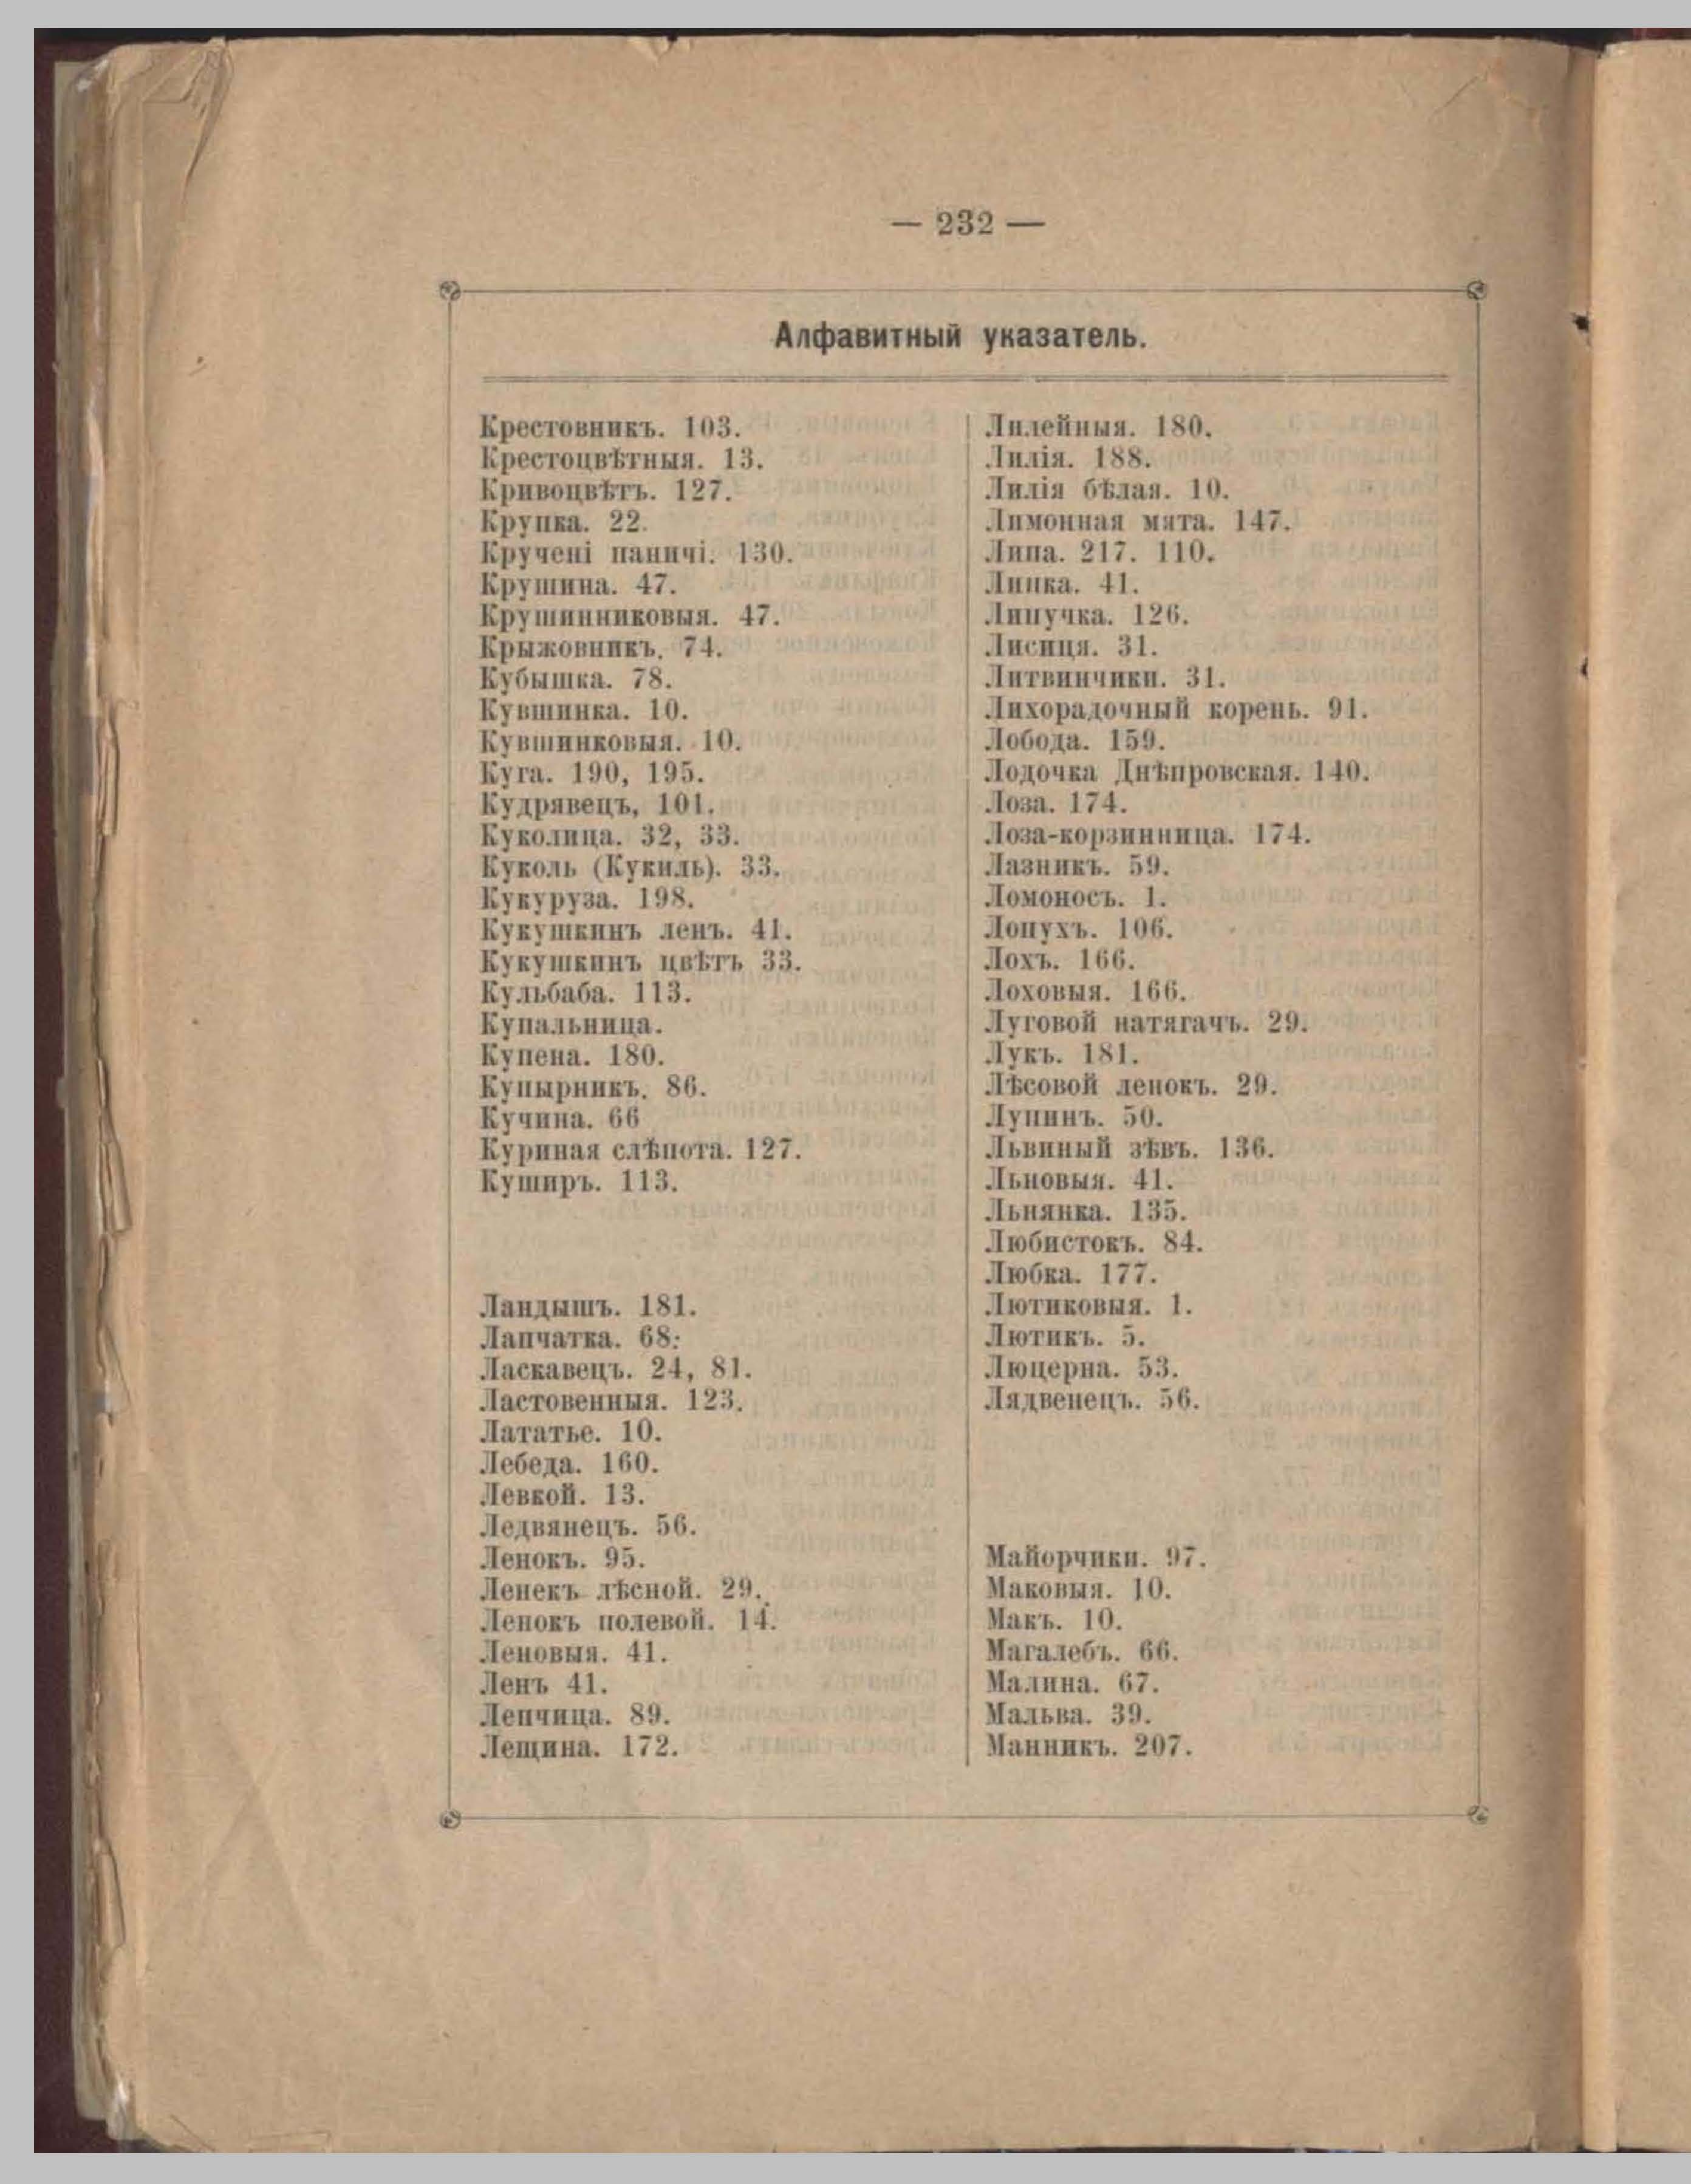 — 232 —
Алфавитный указатель.
Крестовникъ. 103.
Крестоцвѣтныя. 13.
Кривоцвѣтъ. 127.
Крупка. 22.
Кручені паничі. 130.
Крушина. 47.
Крушинниковыя. 47.
Крыжовникъ. 74.
Кубышка. 78.
Кувшинка. 10.
Кувшинковыя. 10.
Куга. 190, 195.
Кудрявецъ, 101.
Куколица. 32, 33.
Куколь (Кукиль). 33.
Кукуруза. 198.
Кукушкинъ ленъ. 41.
Кукушкинъ цвѣтъ 33.
Кульбаба. 113.
Купальница.
Купена. 180.
Купырникъ. 86.
Кучина. 66
Куриная слѣпота. 127.
Куширъ. 113.
Ландышъ. 181.
Лапчатка. 68.
Ласкавецъ. 24, 81.
Ластовенныя. 123.
Лататье. 10.
Лебеда. 160.
Левкой. 13.
Ледвянецъ. 56.
Ленокъ. 95.
Ленекъ лѣсной. 29.
Ленокъ полевой. 14.
Леновыя. 41.
Ленъ 41.
Лепчица. 89.
Лещина. 172.
Лилейныя. 180.
Лилія. 188.
Лилія бѣлая. 10.
Лимонная мята. 147.
Липа. 217. 110.
Липка. 41.
Липучка. 126.
Лисиця. 31.
Литвинчики. 31.
Лихорадочный корень. 91.
Лобода. 159.
Лодочка Днѣпровская. 140.
Лоза. 174.
Лоза-корзинница. 174.
Лазникъ. 59.
Ломоносъ. 1.
Лопухъ. 106.
Лохъ. 166.
Лоховыя. 166.
Луговой натягачъ. 29.
Лукъ. 181.
Лѣсовой ленокъ. 29.
Лупинъ. 50.
Львиный зѣвъ. 136.
Льновыя. 41.
Льнянка. 135.
Любистокъ. 84.
Любка. 177.
Лютиковыя. 1.
Лютикъ. 5.
Люцерна. 53.
Лядвенецъ. 56.
Майорчики. 97.
Маковыя. 10.
Макъ. 10.
Магалебъ. 66.
Малина. 67.
Мальва. 39.
Манникъ. 207.